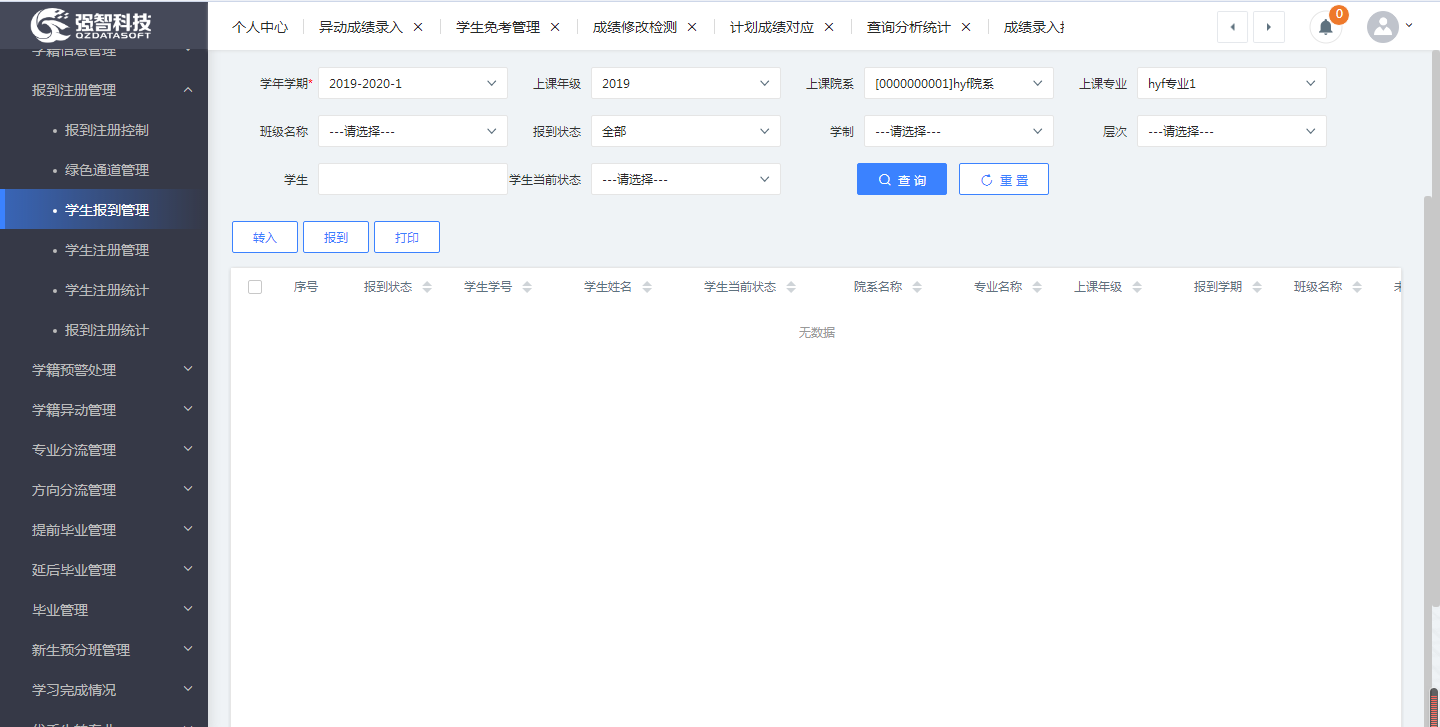 强智科技
QZDATASOFT
个人中心
异动成绩录入
学生免考管理
成绩修改检测
计划成绩对应
查询分析统计
成绩录入
0
学籍信息管理
报到注册管理
报到注册控制
绿色通道管理
学生报到管理
学生注册管理
学生注册统计
报到注册统计
学籍预警处理
学籍异动管理
专业分流管理
方向分流管理
提前毕业管理
延后毕业管理
毕业管理
新生预分班管理
学习完成情况
学年学期* 2019-2020-1 上课年级 2019 上课院系 [0000000001]hyf院系 上课专业 hyf专业1
班级名称 ---请选择--- 报到状态 全部 学制 ---请选择--- 层次 ---请选择---
学生 学生当前状态 ---请选择--- 查询 重置
转入 报到 打印
序号 报到状态 学生学号 学生姓名 学生当前状态 院系名称 专业名称 上课年级 报到学期 班级名称
无数据